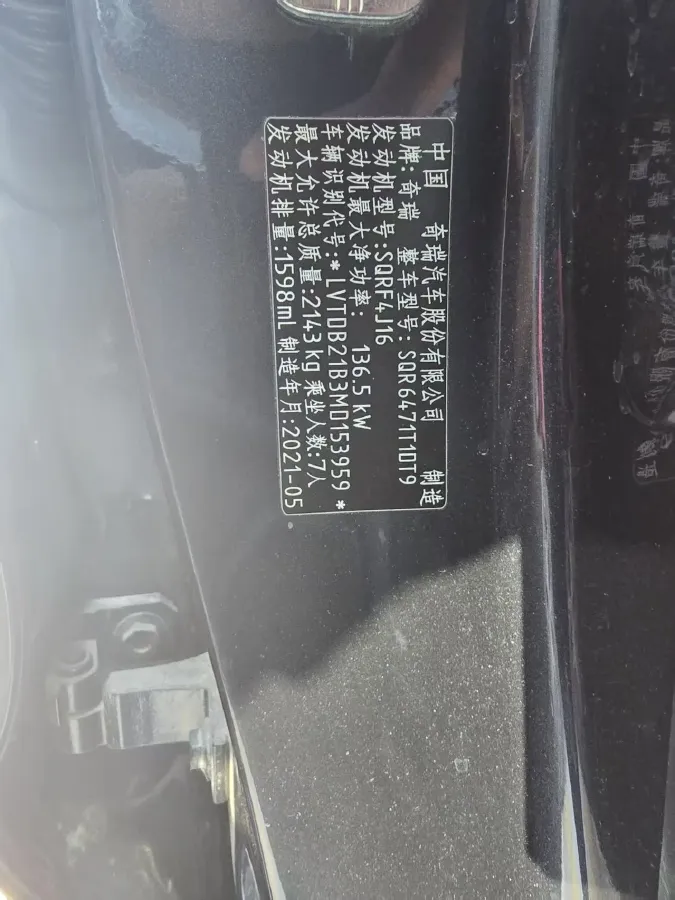 中国 奇瑞汽车股份有限公司 制造
品牌: 奇瑞 整车型号: SQR6471T1DT9
发动机型号:SQRF4J16
发动机最大净功率: 136.5 kW
车辆识别代号:*LVTDB21B3MD153959*
最大允许总质量:2143 kg 乘坐人数:7人
发动机排量:1598mL 制造年月:2021-05